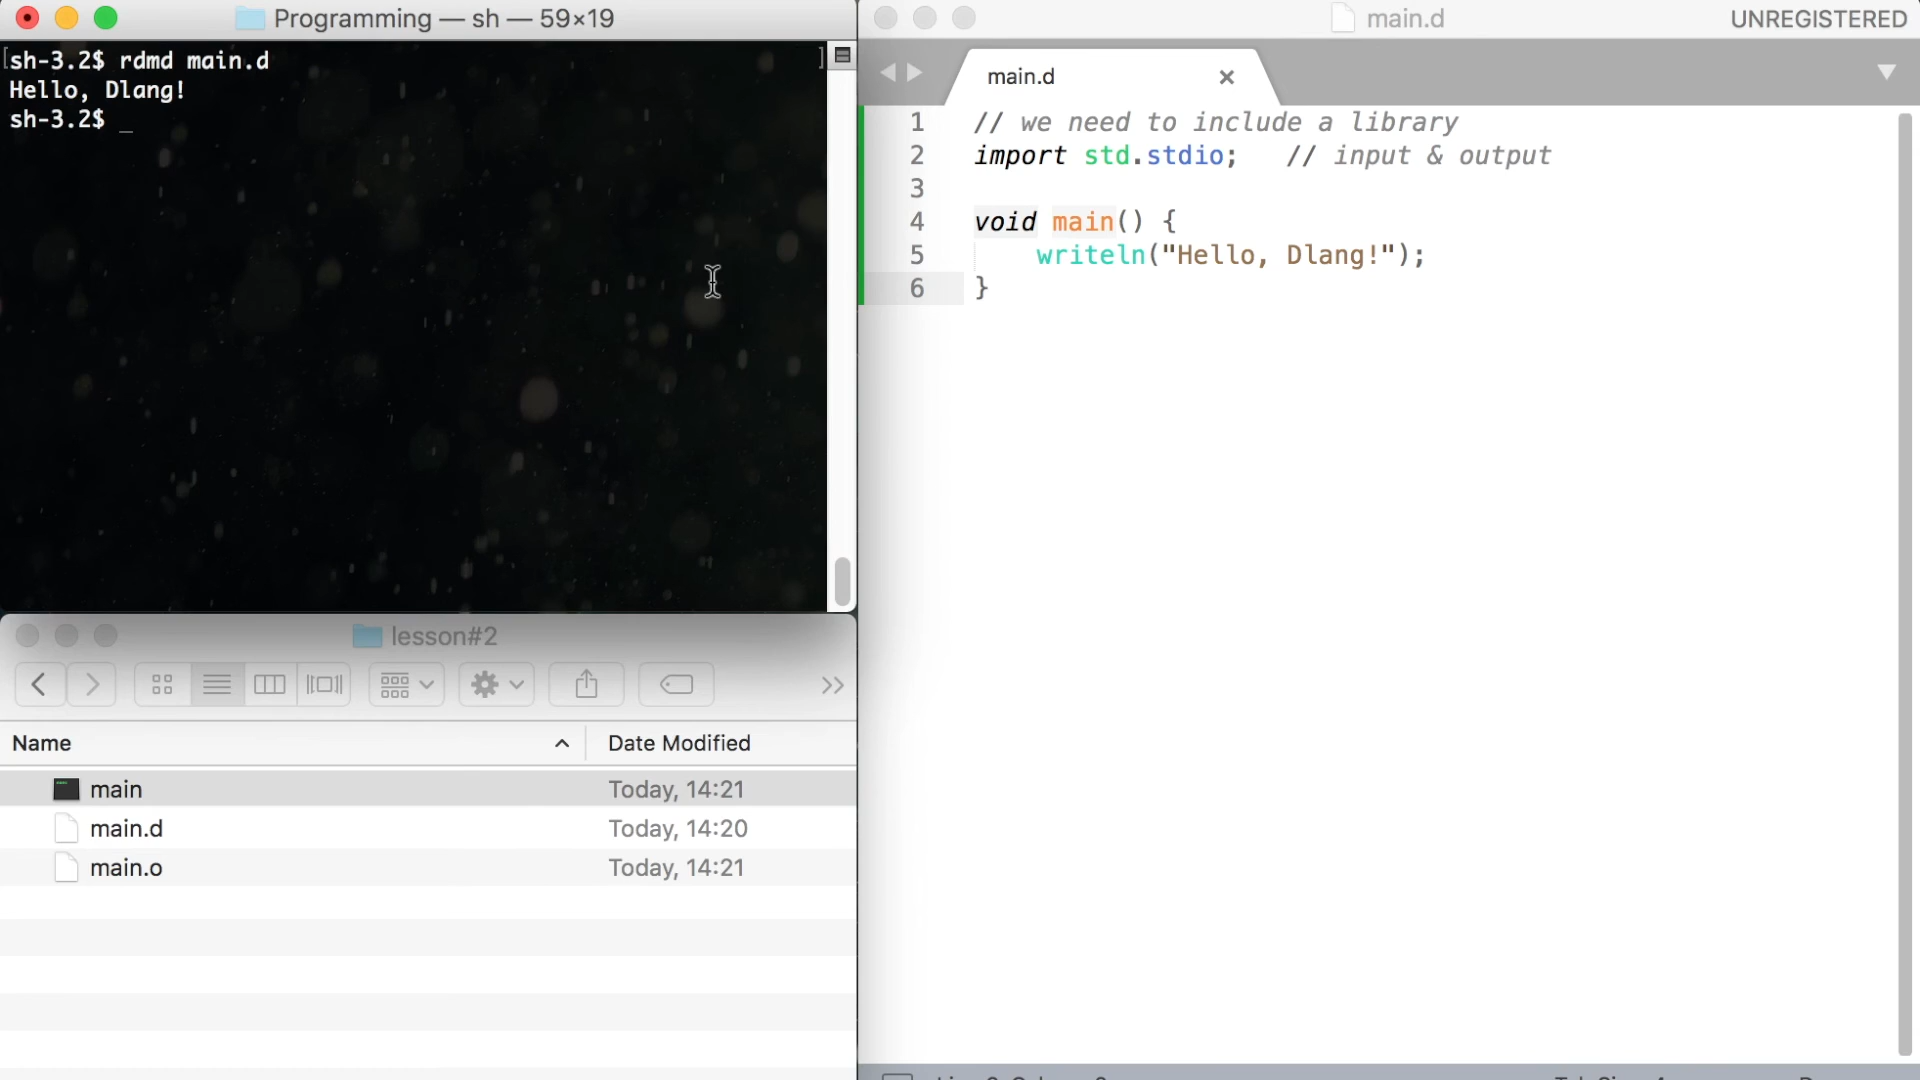 Programming — sh — 59×19
sh-3.2$ rdmd main.d
Hello, Dlang!
sh-3.2$ _
lesson#2
Name
Date Modified
main
Today, 14:21
main.d
Today, 14:20
main.o
Today, 14:21
main.d
UNREGISTERED
main.d
1 // we need to include a library
2 import std.stdio;   // input & output
3
4 void main() {
5     writeln("Hello, Dlang!");
6 }